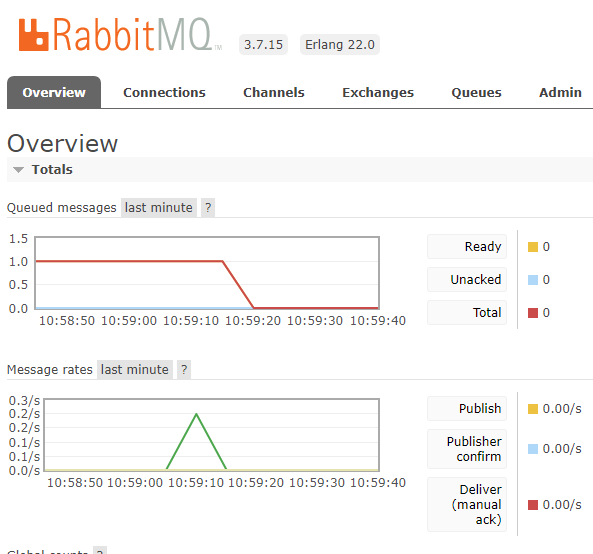 RabbitMQ TM 3.7.15 Erlang 22.0
Overview Connections Channels Exchanges Queues Admin
Overview
Totals
Queued messages last minute ?
1.5
1.0
0.5
0.0
10:58:50 10:59:00 10:59:10 10:59:20 10:59:30 10:59:40
Ready 0
Unacked 0
Total 0
Message rates last minute ?
0.3/s
0.2/s
0.2/s
0.1/s
0.1/s
0.0/s
10:58:50 10:59:00 10:59:10 10:59:20 10:59:30 10:59:40
Publish 0.00/s
Publisher
confirm 0.00/s
Deliver
(manual
ack) 0.00/s
Global counts ?